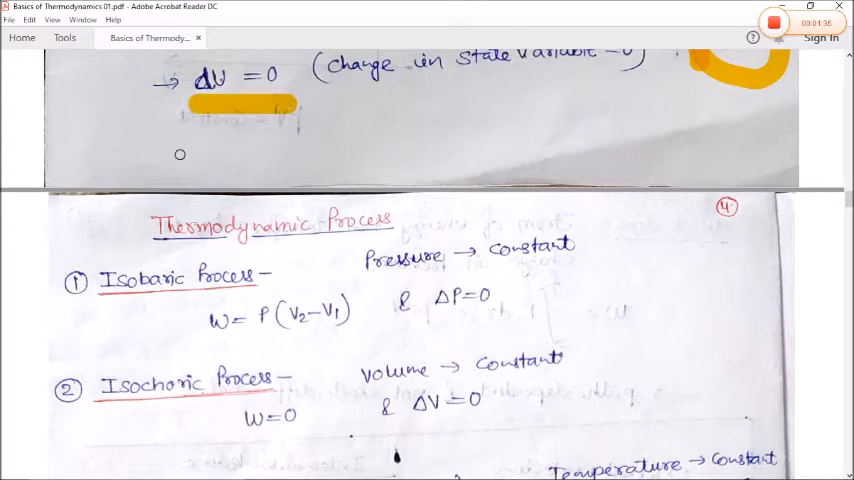 Basics of Thermodynamics 01.pdf - Adobe Acrobat Reader DC
File Edit View Window Help
00:01:35
Home Tools Basics of Thermody... × Sign In
→ dU = 0 (Change in State Variable = 0)
Thermodynamic Process
4
① Isobaric Process - Pressure → Constant
W = P(V₂-V₁) & ΔP=0
② Isochoric Process - Volume → Constant
W=0 & ΔV=0
Temperature → Constant